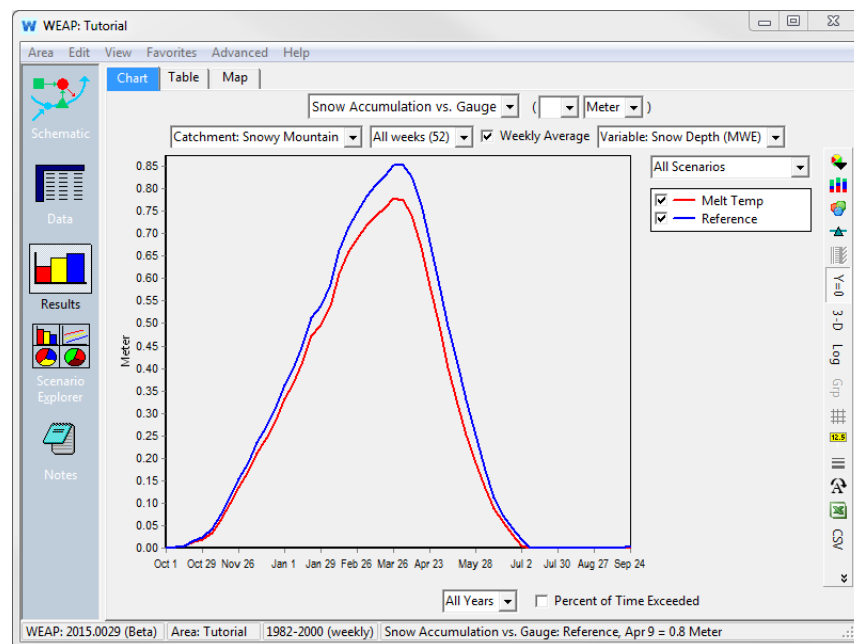 WEAP: Tutorial
Area Edit View Favorites Advanced Help
Chart Table Map
Snow Accumulation vs. Gauge ( Meter )
Catchment: Snowy Mountain All weeks (52) Weekly Average Variable: Snow Depth (MWE)
All Scenarios
Melt Temp
Reference
Schematic
Data
Results
Scenario
Explorer
Notes
Meter
0.85
0.80
0.75
0.70
0.65
0.60
0.55
0.50
0.45
0.40
0.35
0.30
0.25
0.20
0.15
0.10
0.05
0.00
Oct 1 Oct 29 Nov 26 Jan 1 Jan 29 Feb 26 Mar 26 Apr 23 May 28 Jul 2 Jul 30 Aug 27 Sep 24
Y=0
3-D
Log
Grp
12.5
A
CSV
All Years Percent of Time Exceeded
WEAP: 2015.0029 (Beta) Area: Tutorial 1982-2000 (weekly) Snow Accumulation vs. Gauge: Reference, Apr 9 = 0.8 Meter